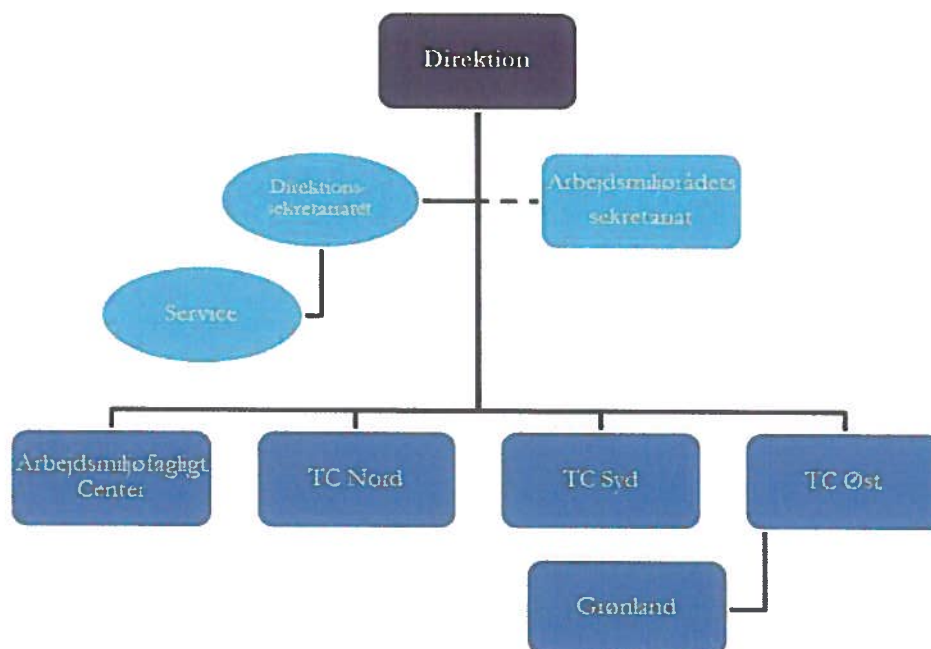 Direktion
Direktions-
sekretariatet
Arbejdsmiljørådets
sekretariat
Service
Arbejdsmiljøfagligt
Center
TC Nord
TC Syd
TC Øst
Grønland